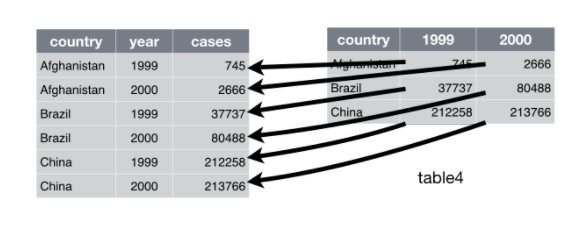 country year cases
Afghanistan 1999 745
Afghanistan 2000 2666
Brazil 1999 37737
Brazil 2000 80488
China 1999 212258
China 2000 213766
country 1999 2000
Afghanistan 745 2666
Brazil 37737 80488
China 212258 213766
table4